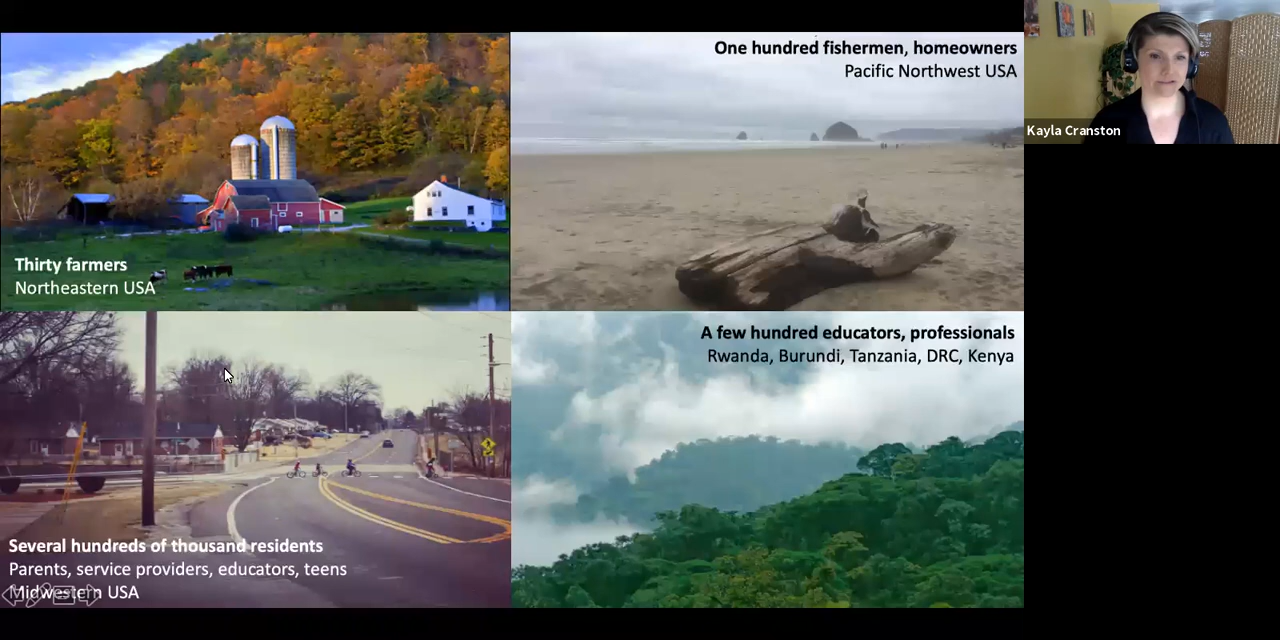 One hundred fishermen, homeowners
Pacific Northwest USA
Kayla Cranston
Thirty farmers
Northeastern USA
A few hundred educators, professionals
Rwanda, Burundi, Tanzania, DRC, Kenya
Several hundreds of thousand residents
Parents, service providers, educators, teens
Midwestern USA